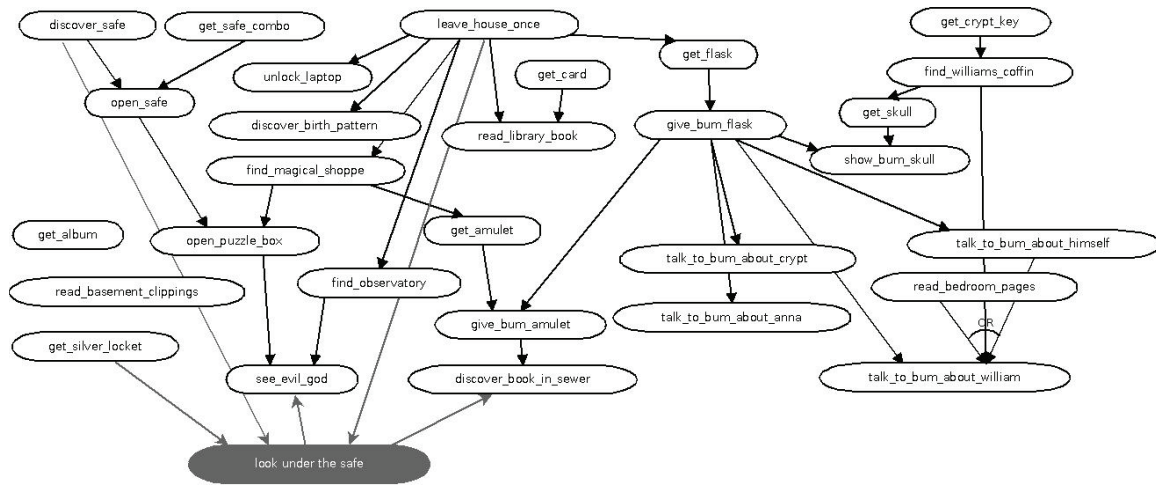 discover_safe
get_safe_combo
leave_house_once
get_crypt_key
get_flask
unlock_laptop
get_card
find_williams_coffin
open_safe
get_skull
discover_birth_pattern
read_library_book
give_bum_flask
show_bum_skull
find_magical_shoppe
get_album
open_puzzle_box
get_amulet
talk_to_bum_about_himself
talk_to_bum_about_crypt
read_basement_clippings
find_observatory
read_bedroom_pages
give_bum_amulet
talk_to_bum_about_anna
OR
get_silver_locket
see_evil_god
discover_book_in_sewer
talk_to_bum_about_william
look under the safe